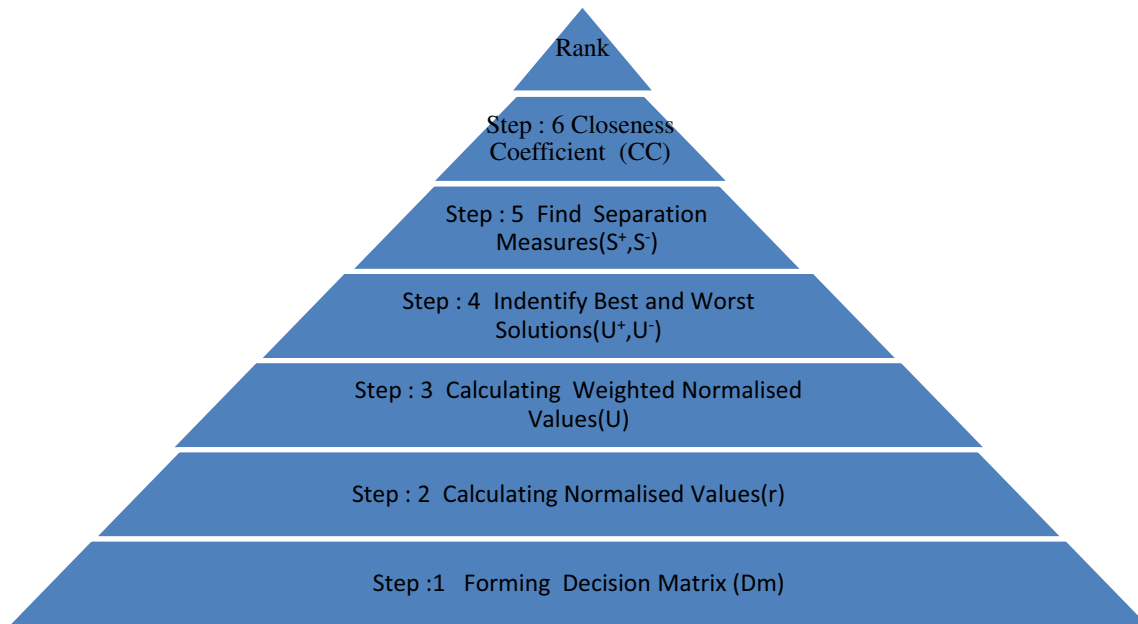 Rank
Step : 6 Closeness
Coefficient (CC)
Step : 5 Find Separation
Measures(S⁺,S⁻)
Step : 4 Indentify Best and Worst
Solutions(U⁺,U⁻)
Step : 3 Calculating Weighted Normalised
Values(U)
Step : 2 Calculating Normalised Values(r)
Step :1 Forming Decision Matrix (Dm)